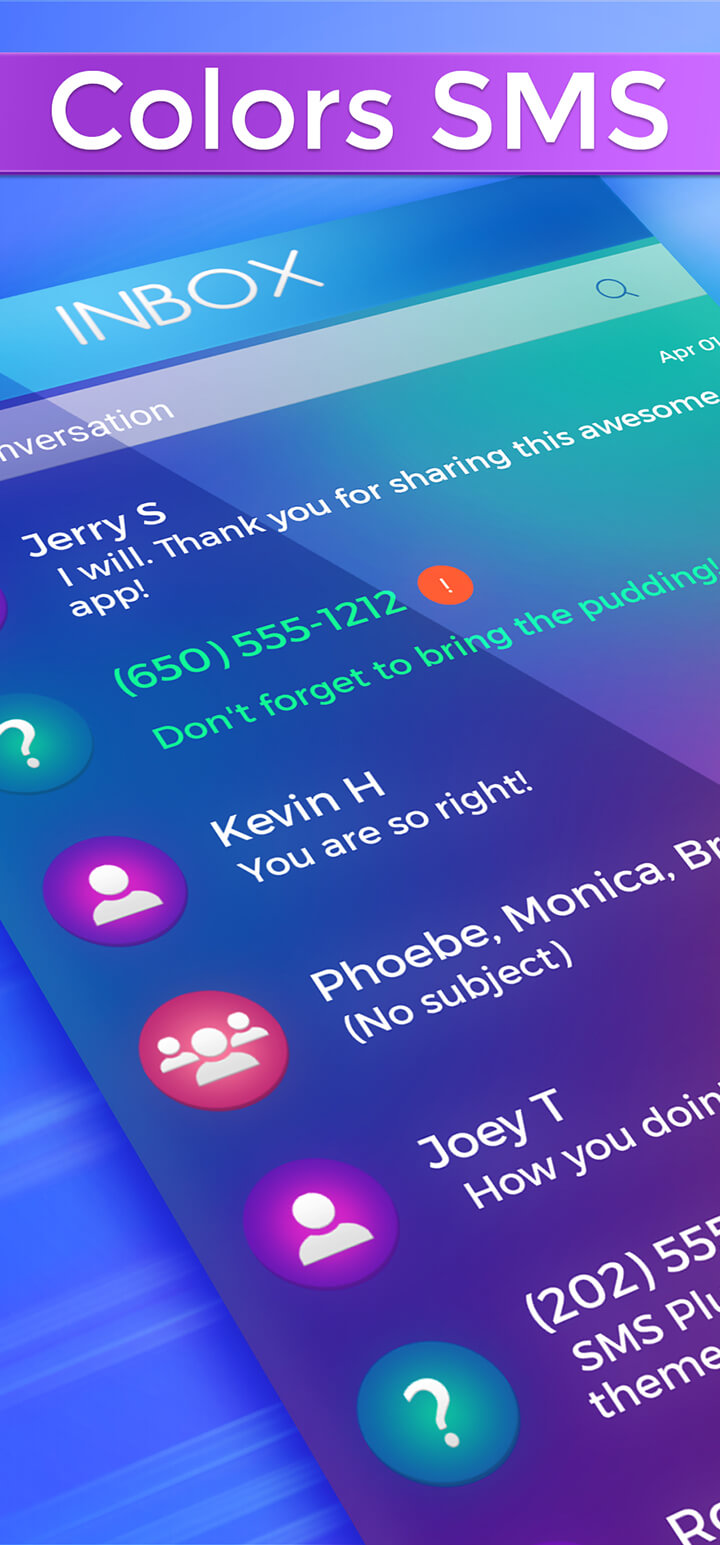 Colors SMS
INBOX
nversation
Apr 01
Jerry S
I will. Thank you for sharing this awesome
app!
(650) 555-1212 !
Don't forget to bring the pudding!
?
Kevin H
You are so right!
Phoebe, Monica, Br
(No subject)
Joey T
How you doin'
(202) 555
SMS Plu
theme
?
Ro